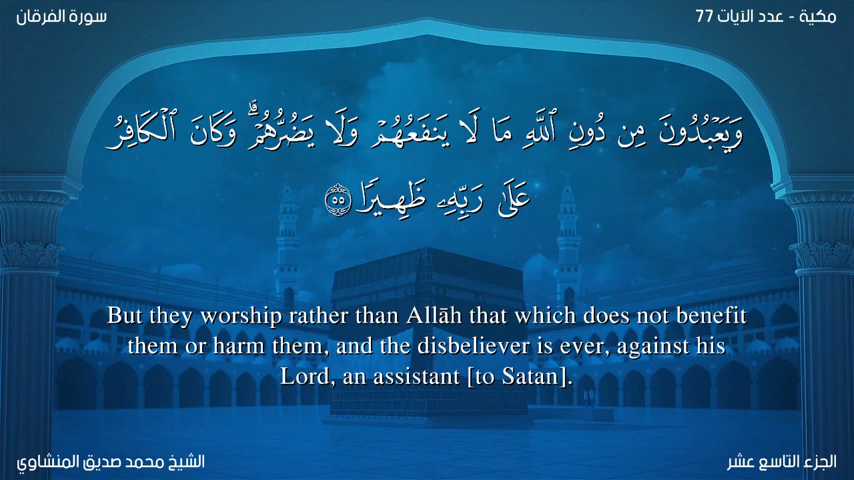 مكية - عدد الآيات 77
سورة الفرقان
وَيَعْبُدُونَ مِن دُونِ ٱللَّهِ مَا لَا يَنفَعُهُمْ وَلَا يَضُرُّهُمْ ۗ وَكَانَ ٱلْكَافِرُ
عَلَىٰ رَبِّهِۦ ظَهِيرًا ٥٥
But they worship rather than Allāh that which does not benefit
them or harm them, and the disbeliever is ever, against his
Lord, an assistant [to Satan].
الجزء التاسع عشر
الشيخ محمد صديق المنشاوي